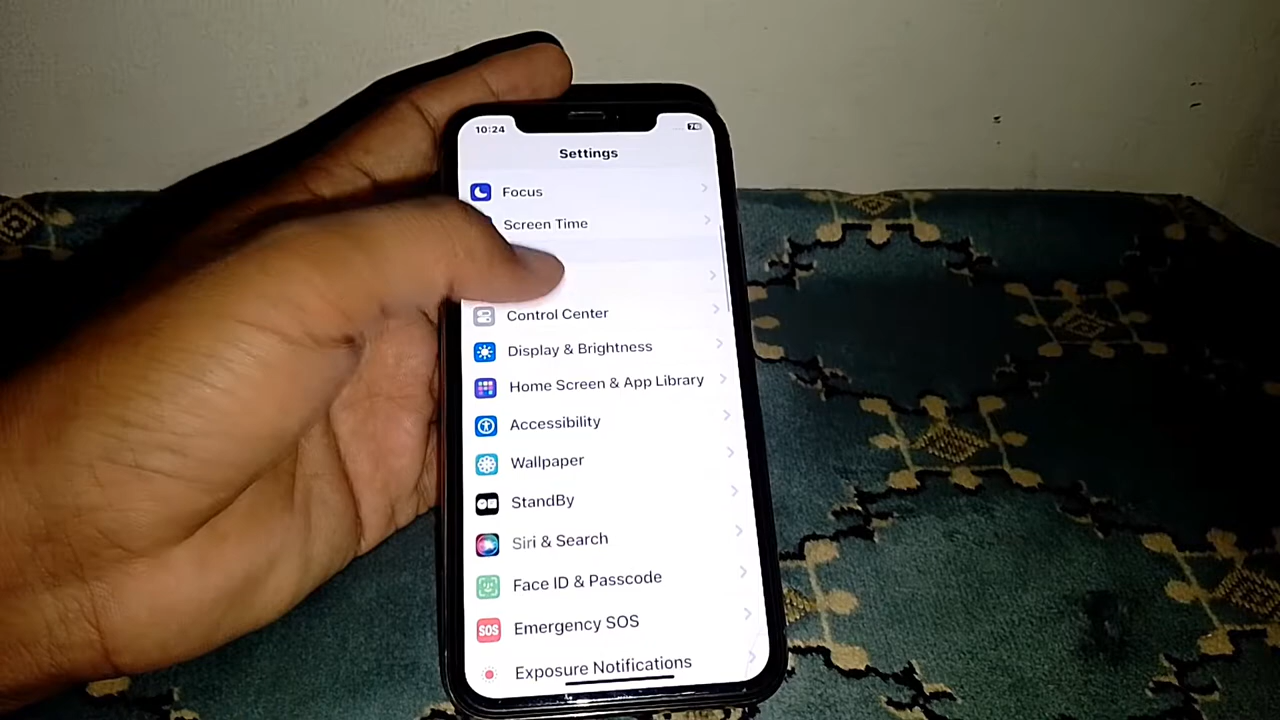 10:24
Settings
Focus
Screen Time
Control Center
Display & Brightness
Home Screen & App Library
Accessibility
Wallpaper
StandBy
Siri & Search
Face ID & Passcode
SOS Emergency SOS
Exposure Notifications